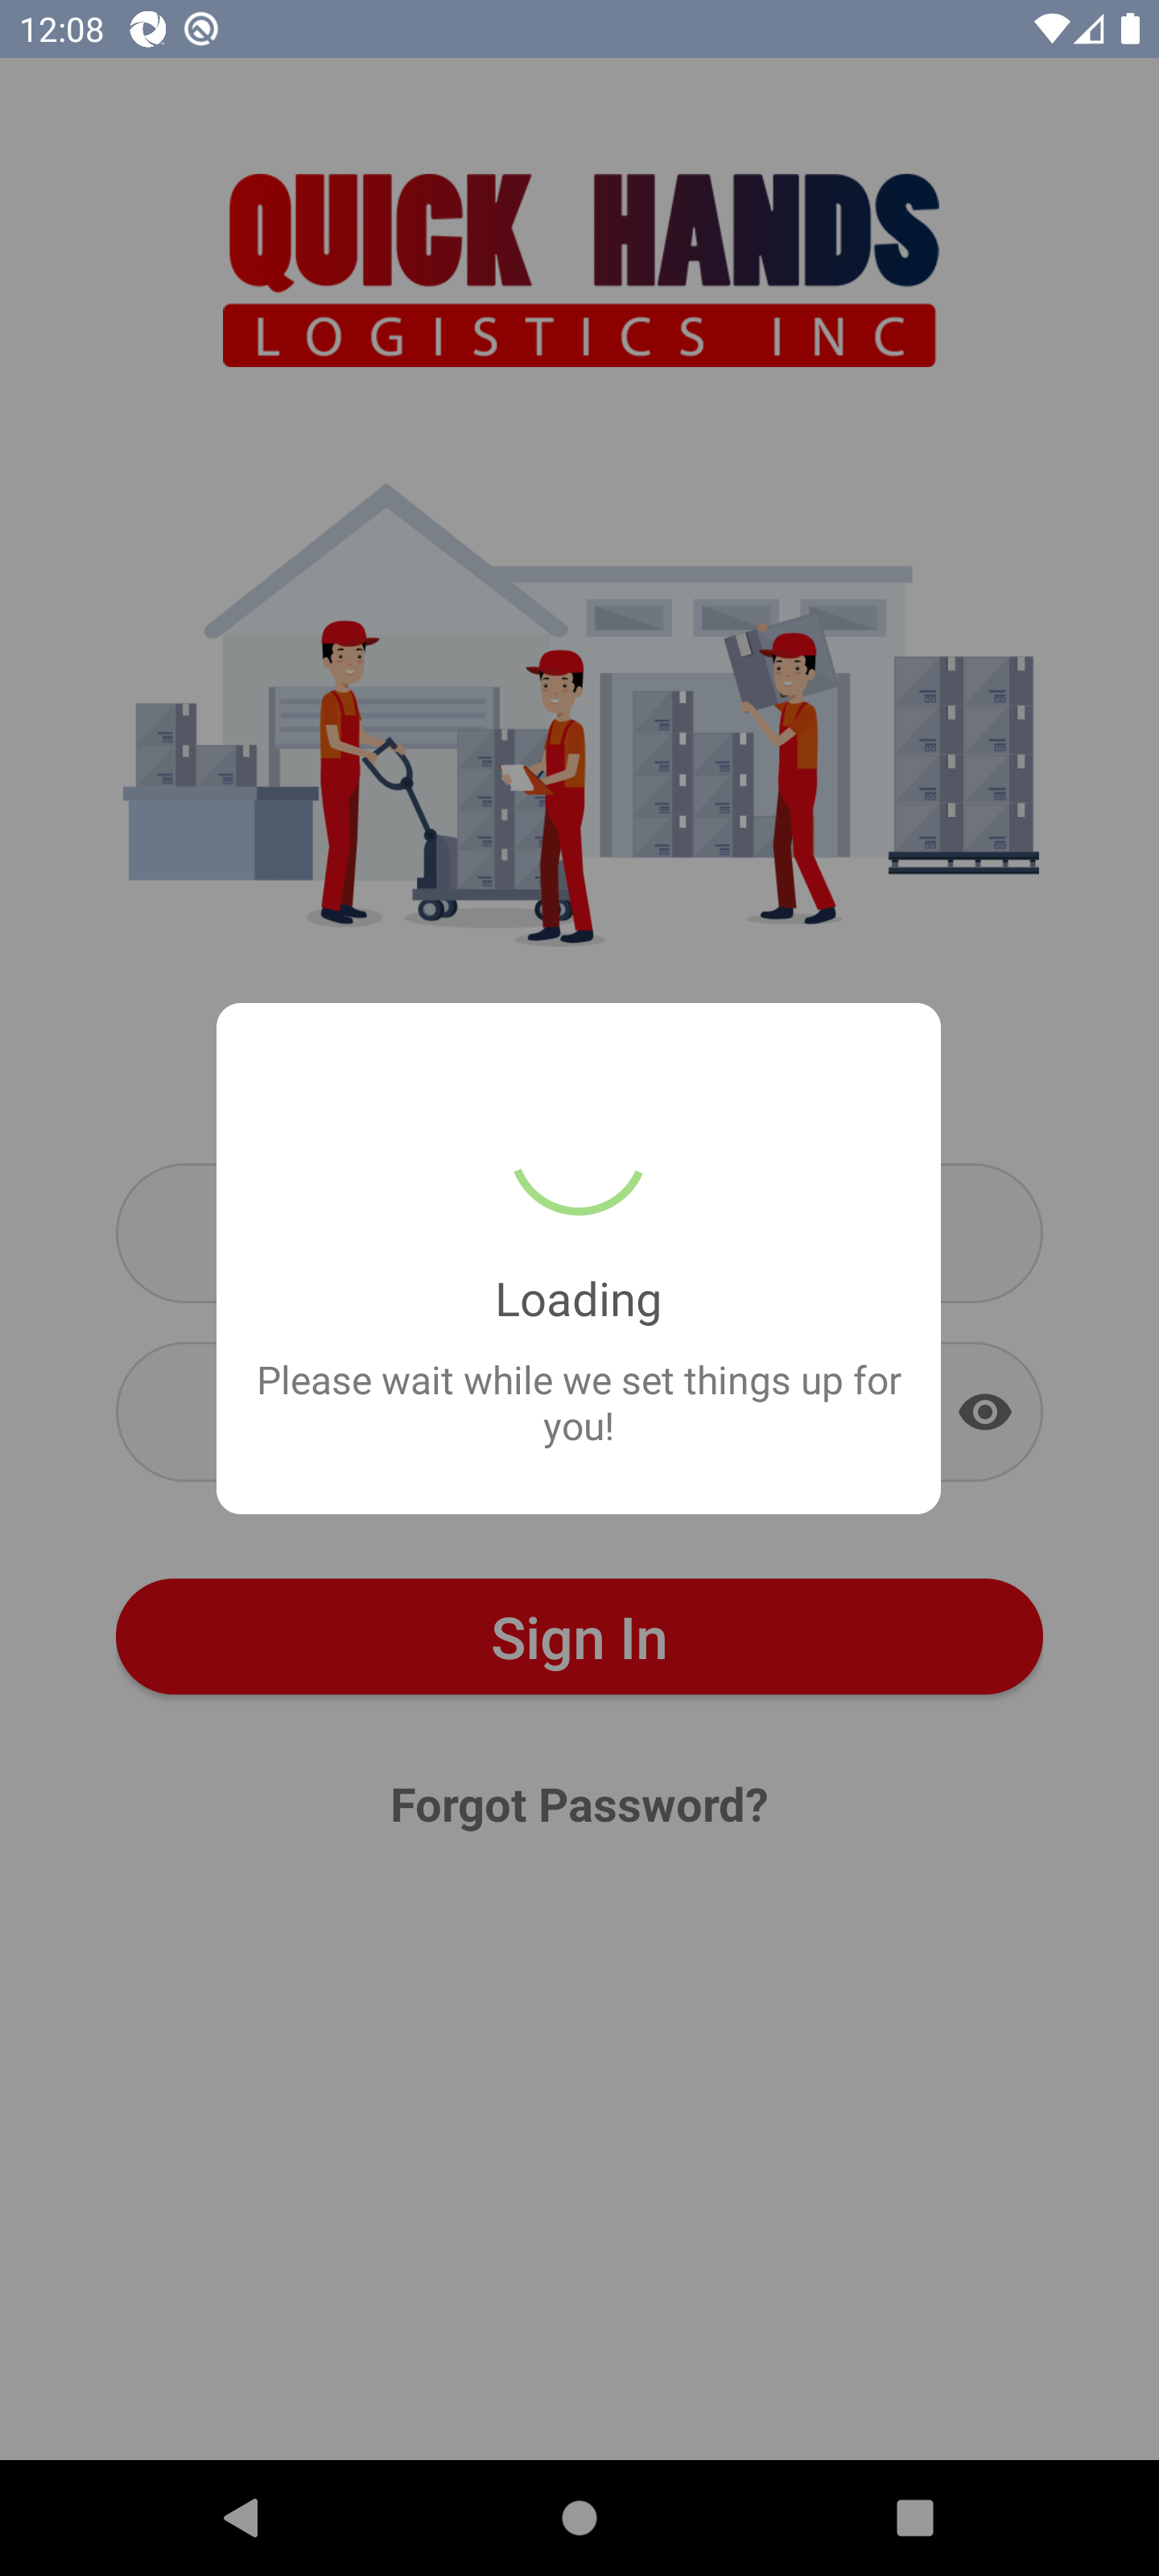 12:08
QUICK HANDS
LOGISTICS INC
Loading
Please wait while we set things up for
you!
Sign In
Forgot Password?